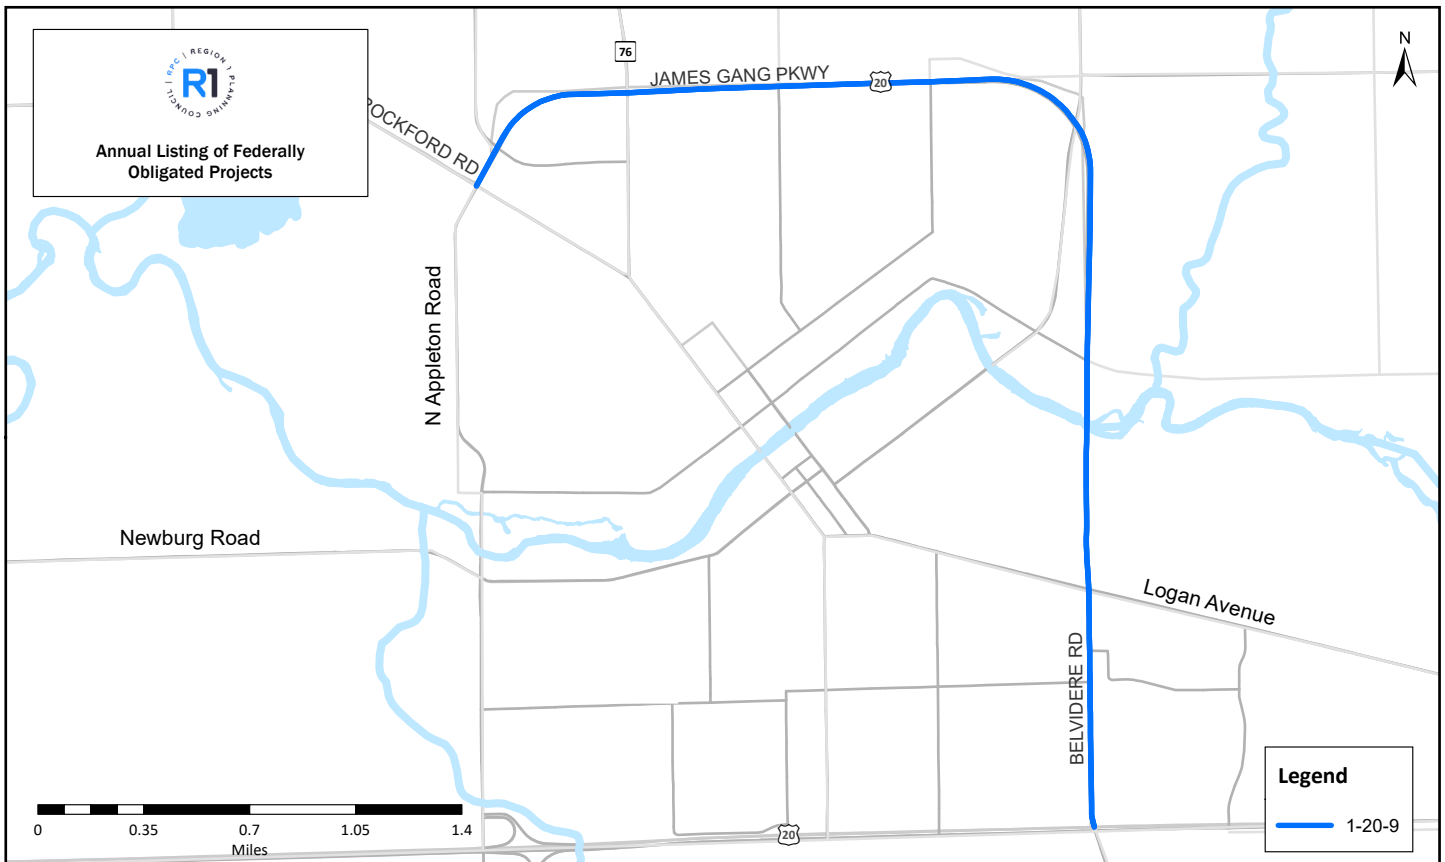 RPC | REGION 1 PLANNING COUNCIL |
R1
Annual Listing of Federally
Obligated Projects
76
N
JAMES GANG PKWY
20
ROCKFORD RD
N Appleton Road
Newburg Road
Logan Avenue
BELVIDERE RD
20
Legend
1-20-9
0 0.35 0.7 1.05 1.4
Miles